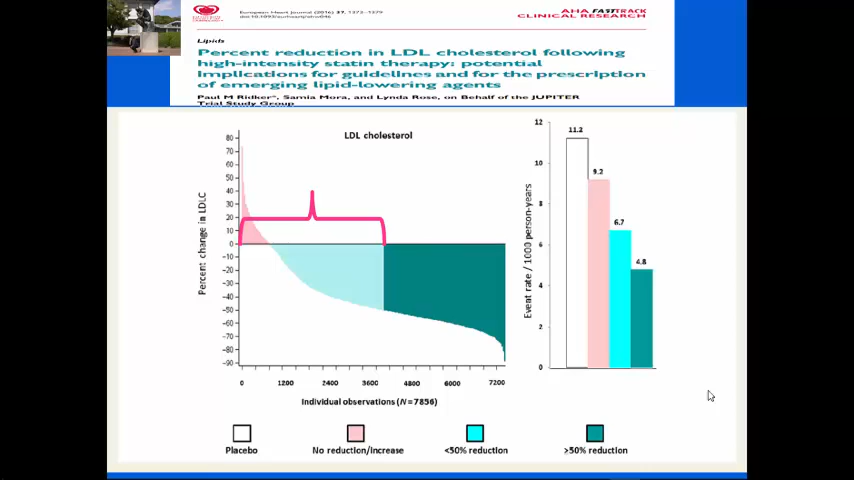 European Heart Journal (2016) 37, 1373–1379
doi:10.1093/eurheartj/ehw046
AHA FASTTRACK
CLINICAL RESEARCH
Lipids
Percent reduction in LDL cholesterol following
high-intensity statin therapy: potential
implications for guidelines and for the prescription
of emerging lipid-lowering agents
Paul M Ridker*, Samia Mora, and Lynda Rose, on Behalf of the JUPITER
Trial Study Group
LDL cholesterol
Percent change in LDLC
80
70
60
50
40
30
20
10
0
-10
-20
-30
-40
-50
-60
-70
-80
-90
0 1200 2400 3600 4800 6000 7200
Individual observations (N=7856)
Event rate / 1000 person-years
12
10
8
6
4
2
0
11.2
9.2
6.7
4.8
Placebo
No reduction/increase
<50% reduction
>50% reduction